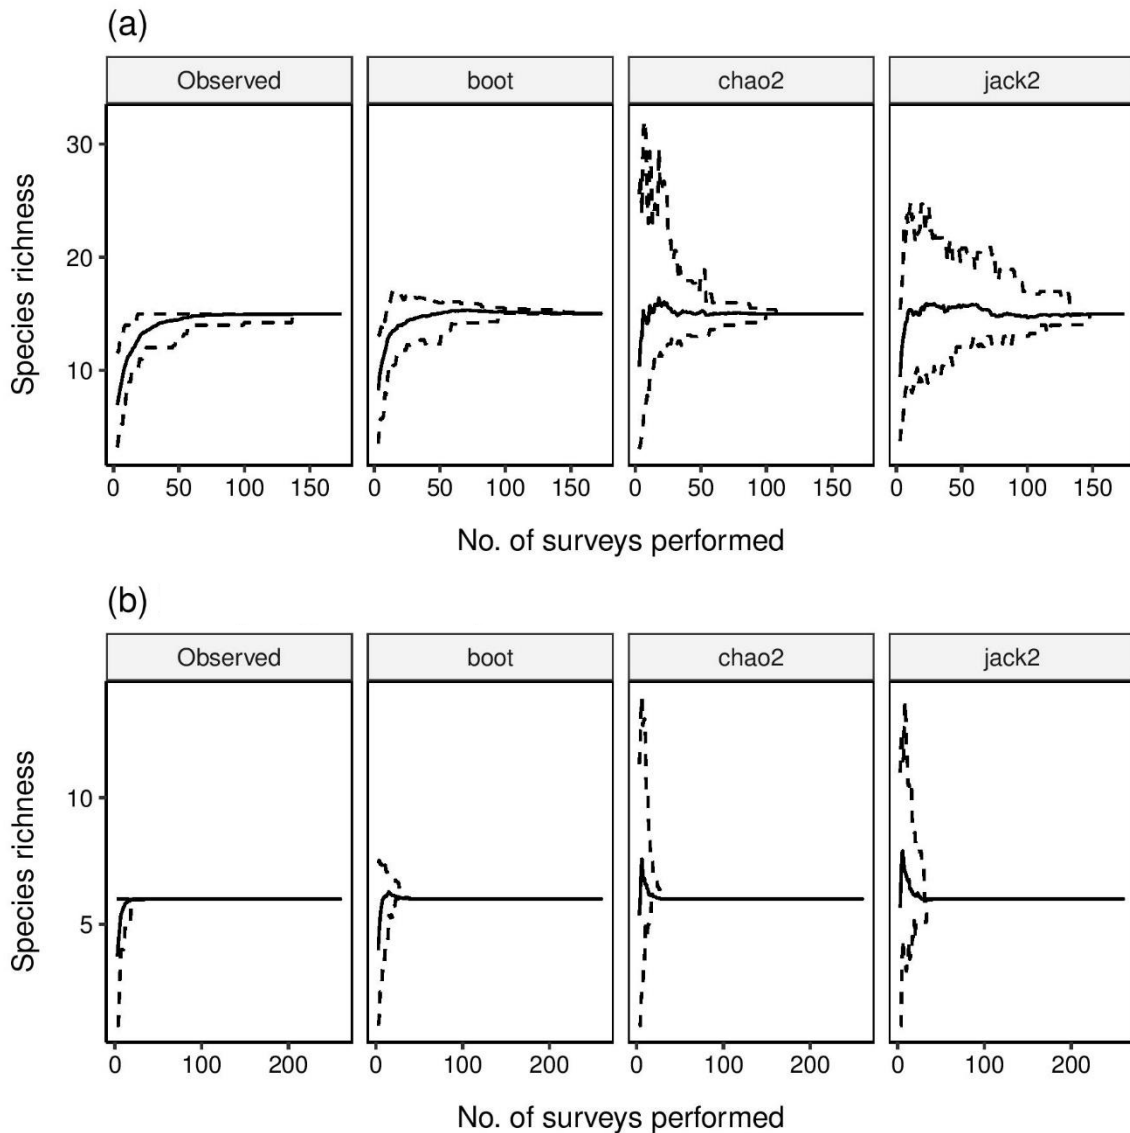 (a)
Observed boot chao2 jack2
30
20
10
Species richness
0 50 100 150 0 50 100 150 0 50 100 150 0 50 100 150
No. of surveys performed
(b)
Observed boot chao2 jack2
10
5
Species richness
0 100 200 0 100 200 0 100 200 0 100 200
No. of surveys performed